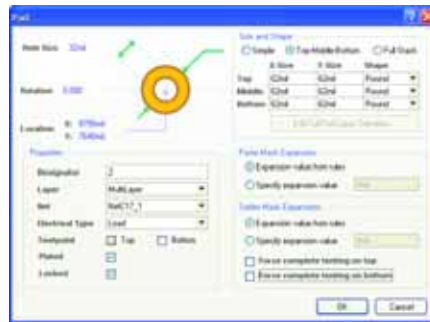 Pad
Hole Size 32mil
Rotation 0.000
Location X:
Y:
Size and Shape
Simple Top-Middle-Bottom Full Stack
X-Size Y-Size Shape
Top 62mil 62mil Round
Middle 62mil 62mil Round
Bottom 62mil 62mil Round
Properties
Designator 2
Layer MultiLayer
Net NetC17_1
Electrical Type Load
Testpoint Top Bottom
Plated
Locked
Paste Mask Expansion
Expansion value from rules
Specify expansion value
Solder Mask Expansions
Expansion value from rules
Specify expansion value
Force complete tenting on top
Force complete tenting on bottom
OK Cancel